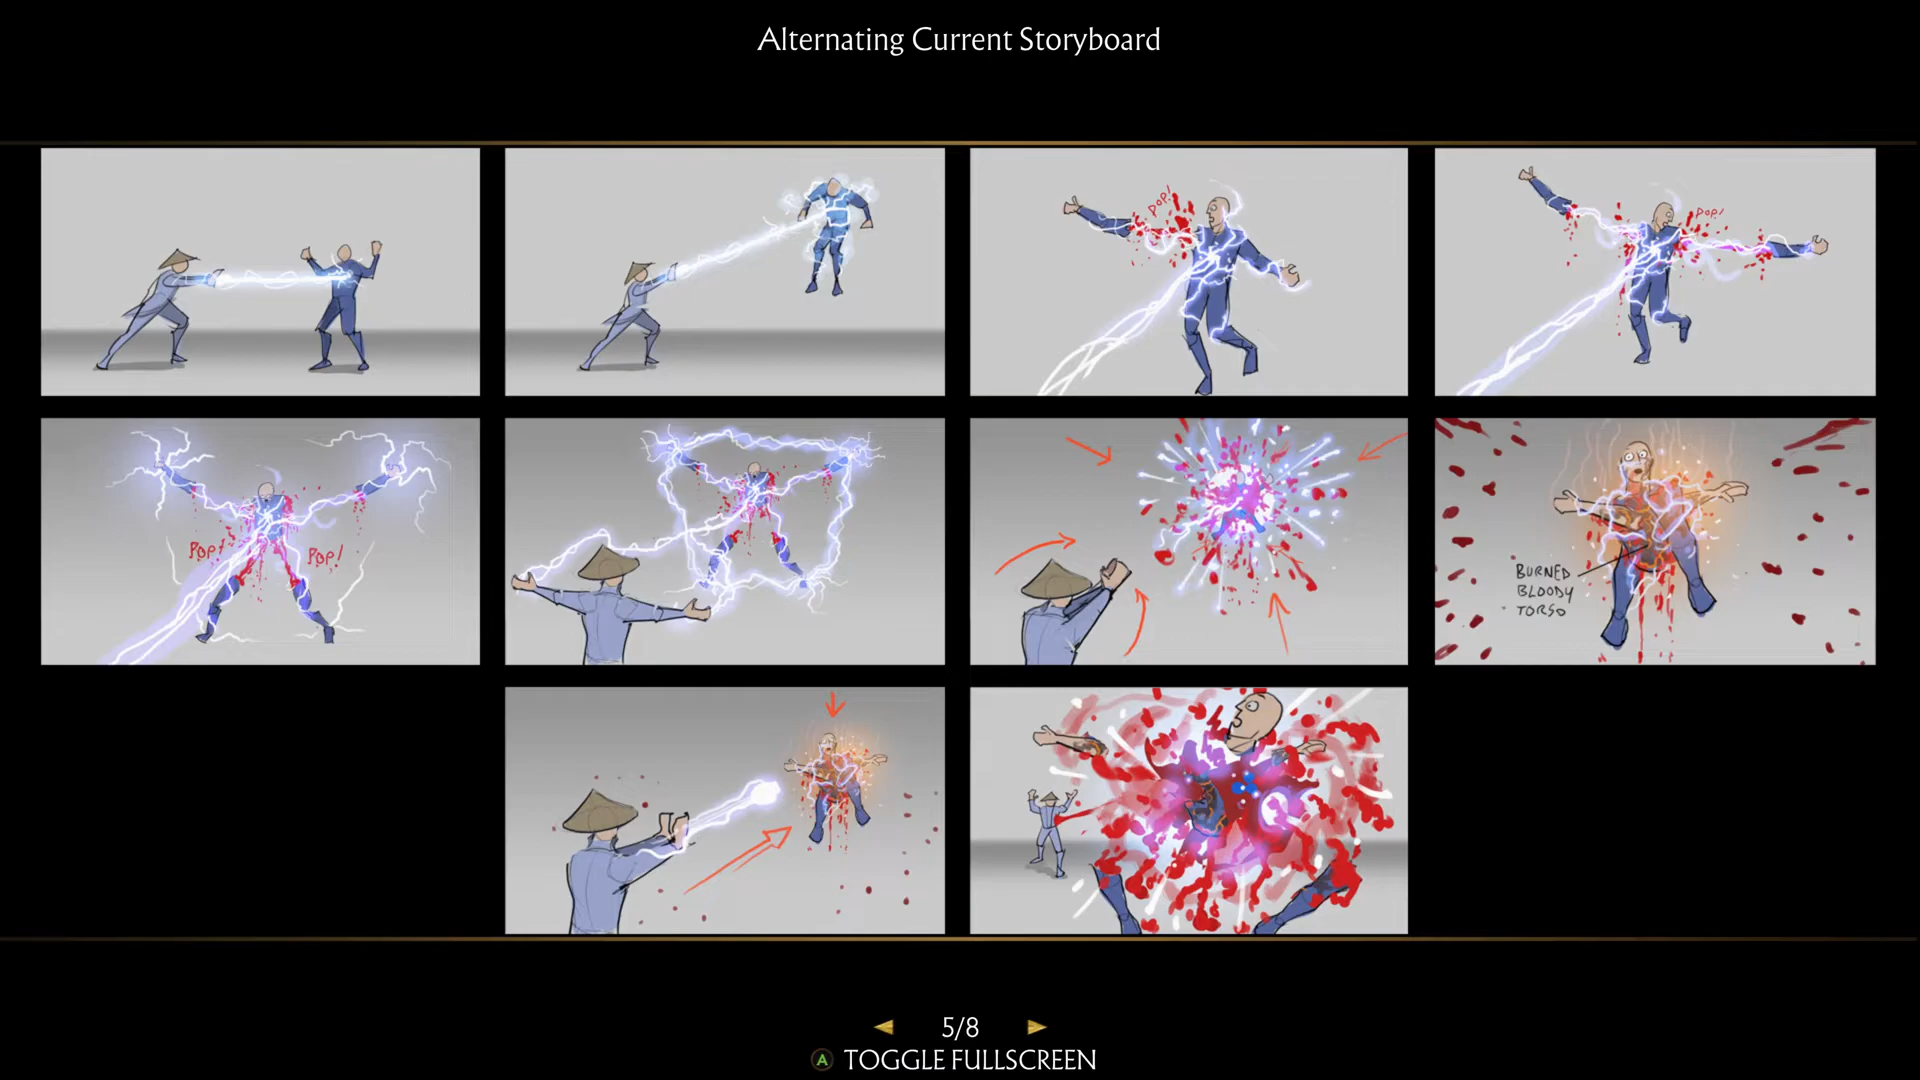 Alternating Current Storyboard
POP!
POP!
POP!
POP!
BURNED
BLOODY
TORSO
5/8
A TOGGLE FULLSCREEN